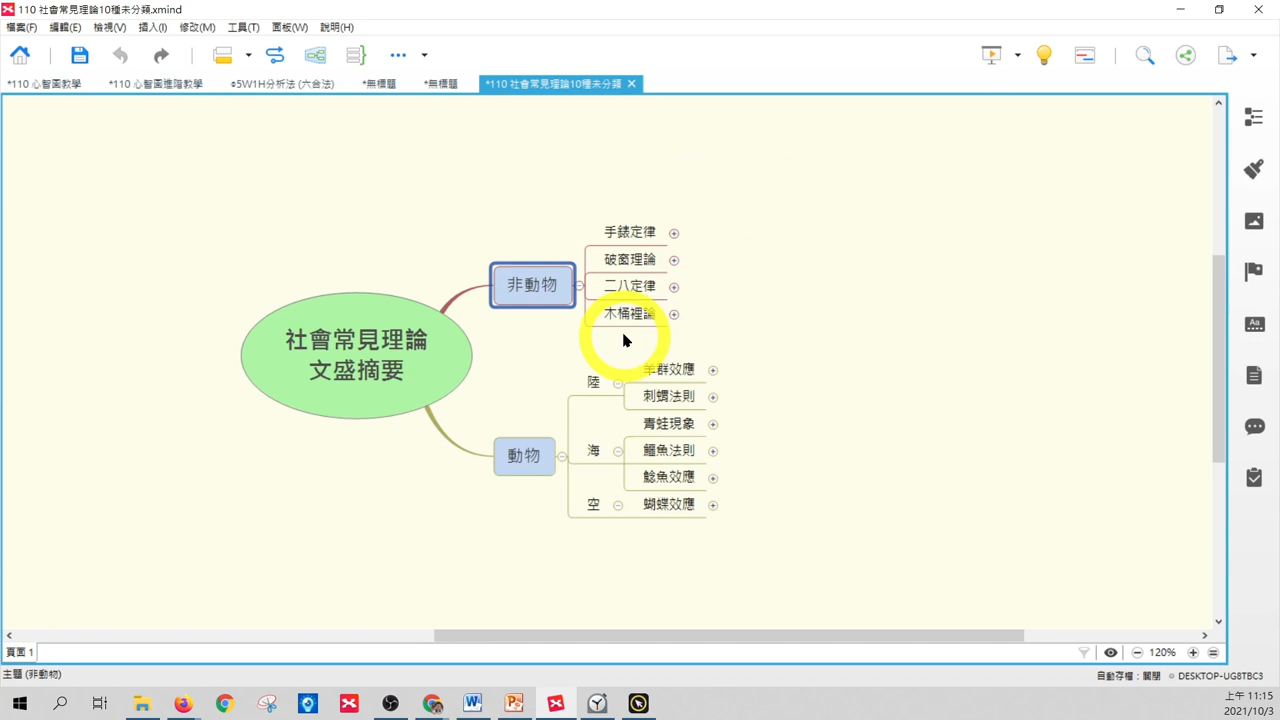 110 社會常見理論10種未分類.xmind
檔案(F) 編輯(E) 檢視(V) 插入(I) 修改(M) 工具(T) 面板(W) 說明(H)
*110 心智圖教學 *110 心智圖進階教學 5W1H分析法 (六合法) *無標題 *無標題 *110 社會常見理論10種未分類
手錶定律
破窗理論
非動物
二八定律
木桶裡論
社會常見理論
文盛摘要
羊群效應
陸
刺蝟法則
青蛙現象
海
鱷魚法則
動物
鯰魚效應
空
蝴蝶效應
頁面 1
120%
主題 (非動物)
自動存檔：關閉
DESKTOP-UG8TBC3
上午 11:15
2021/10/3
Aa